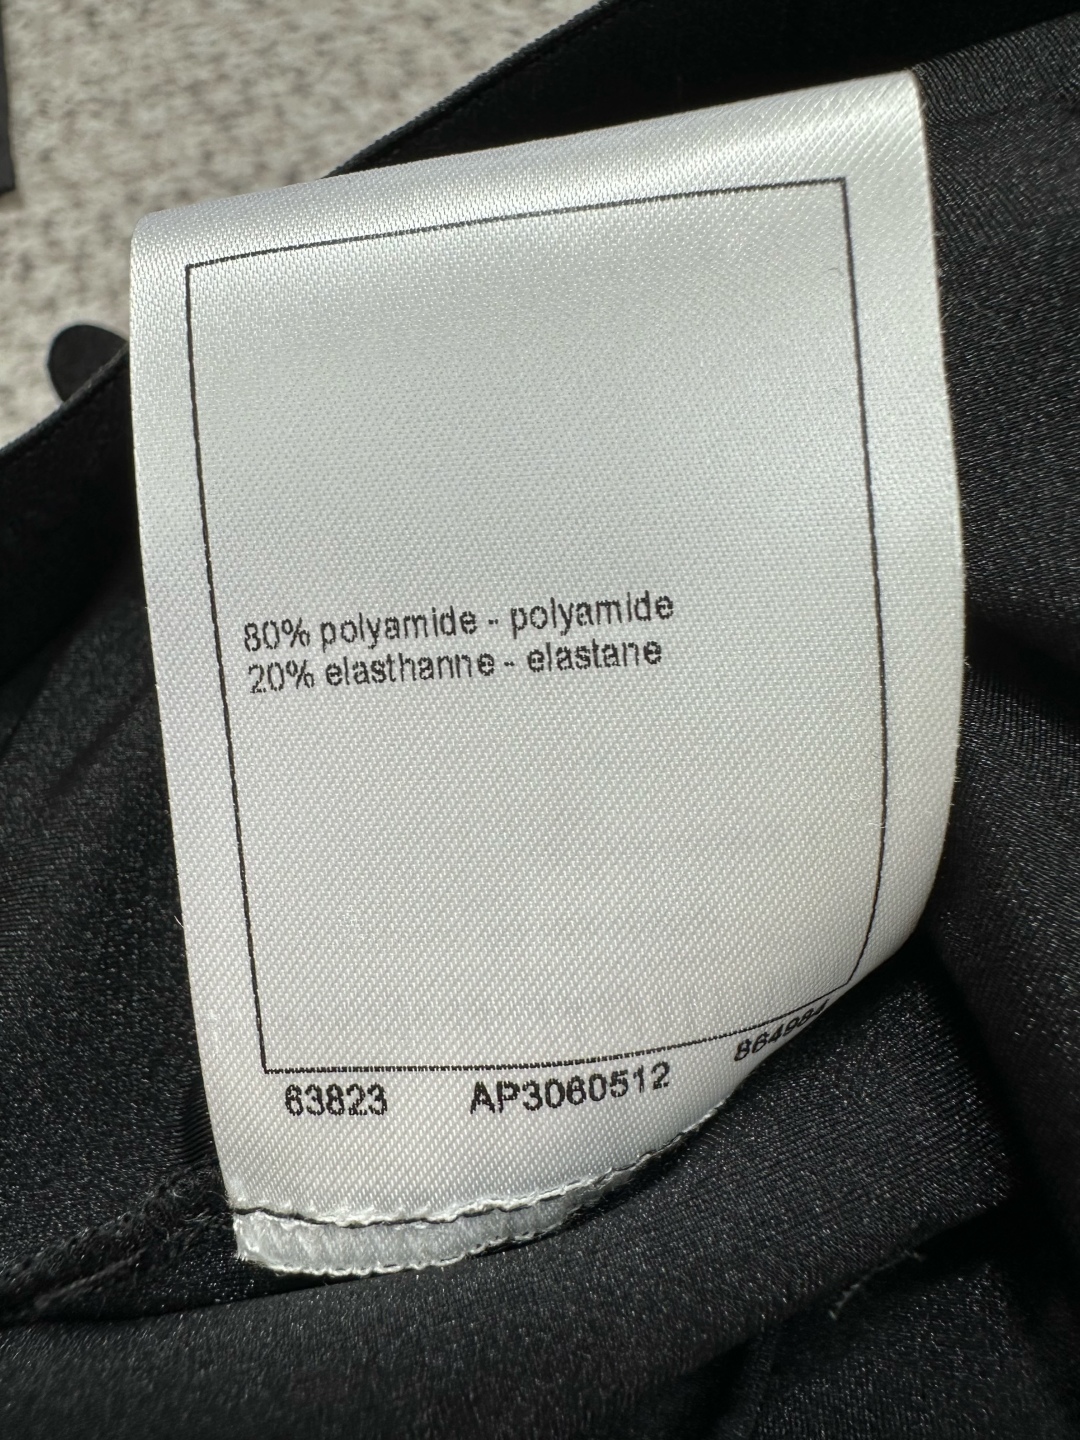 80% polyamide - polyamide
20% elasthanne - elastane
63823 AP3060512